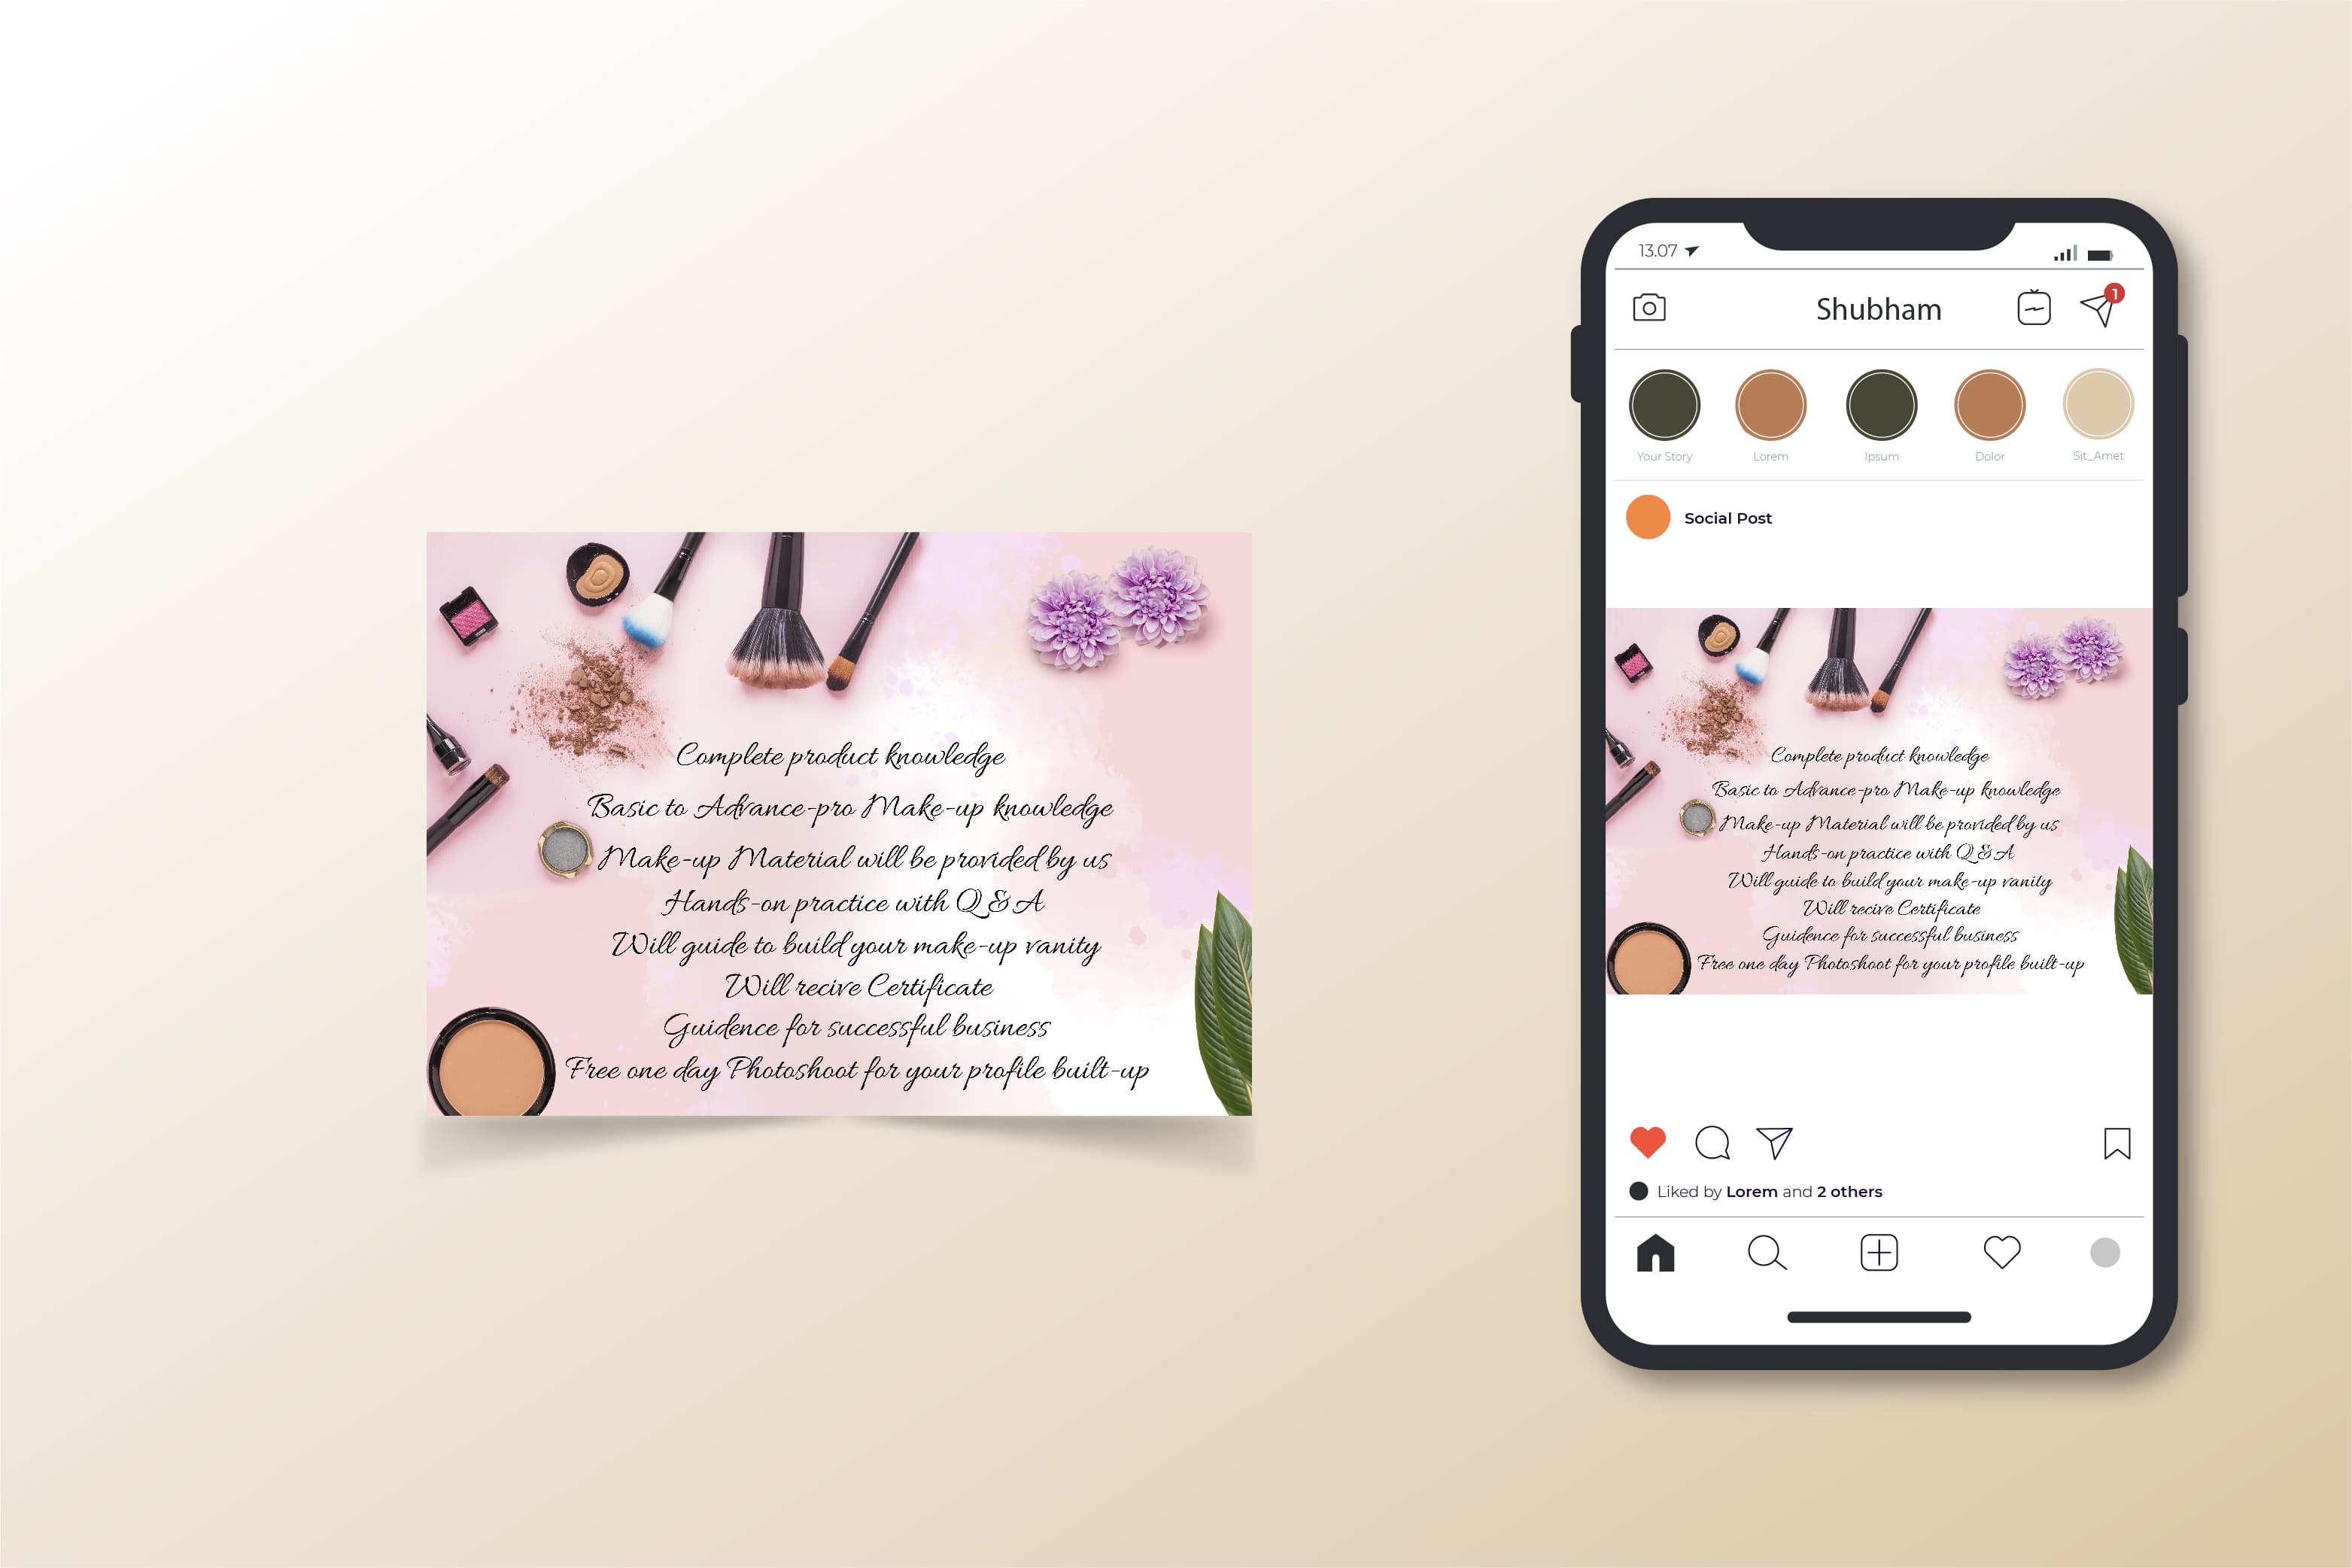 Complete product knowledge
Basic to Advance-pro Make-up knowledge
Make-up Material will be provided by us
Hands-on practice with Q & A
Will guide to build your make-up vanity
Will recive Certificate
Guidence for successful business
Free one day Photoshoot for your profile built-up
13.07
Shubham
1
Your Story Lorem Ipsum Dolor Sit_Amet
Social Post
Complete product knowledge
Basic to Advance-pro Make-up knowledge
Make-up Material will be provided by us
Hands-on practice with Q & A
Will guide to build your make-up vanity
Will recive Certificate
Guidence for successful business
Free one day Photoshoot for your profile built-up
Liked by Lorem and 2 others